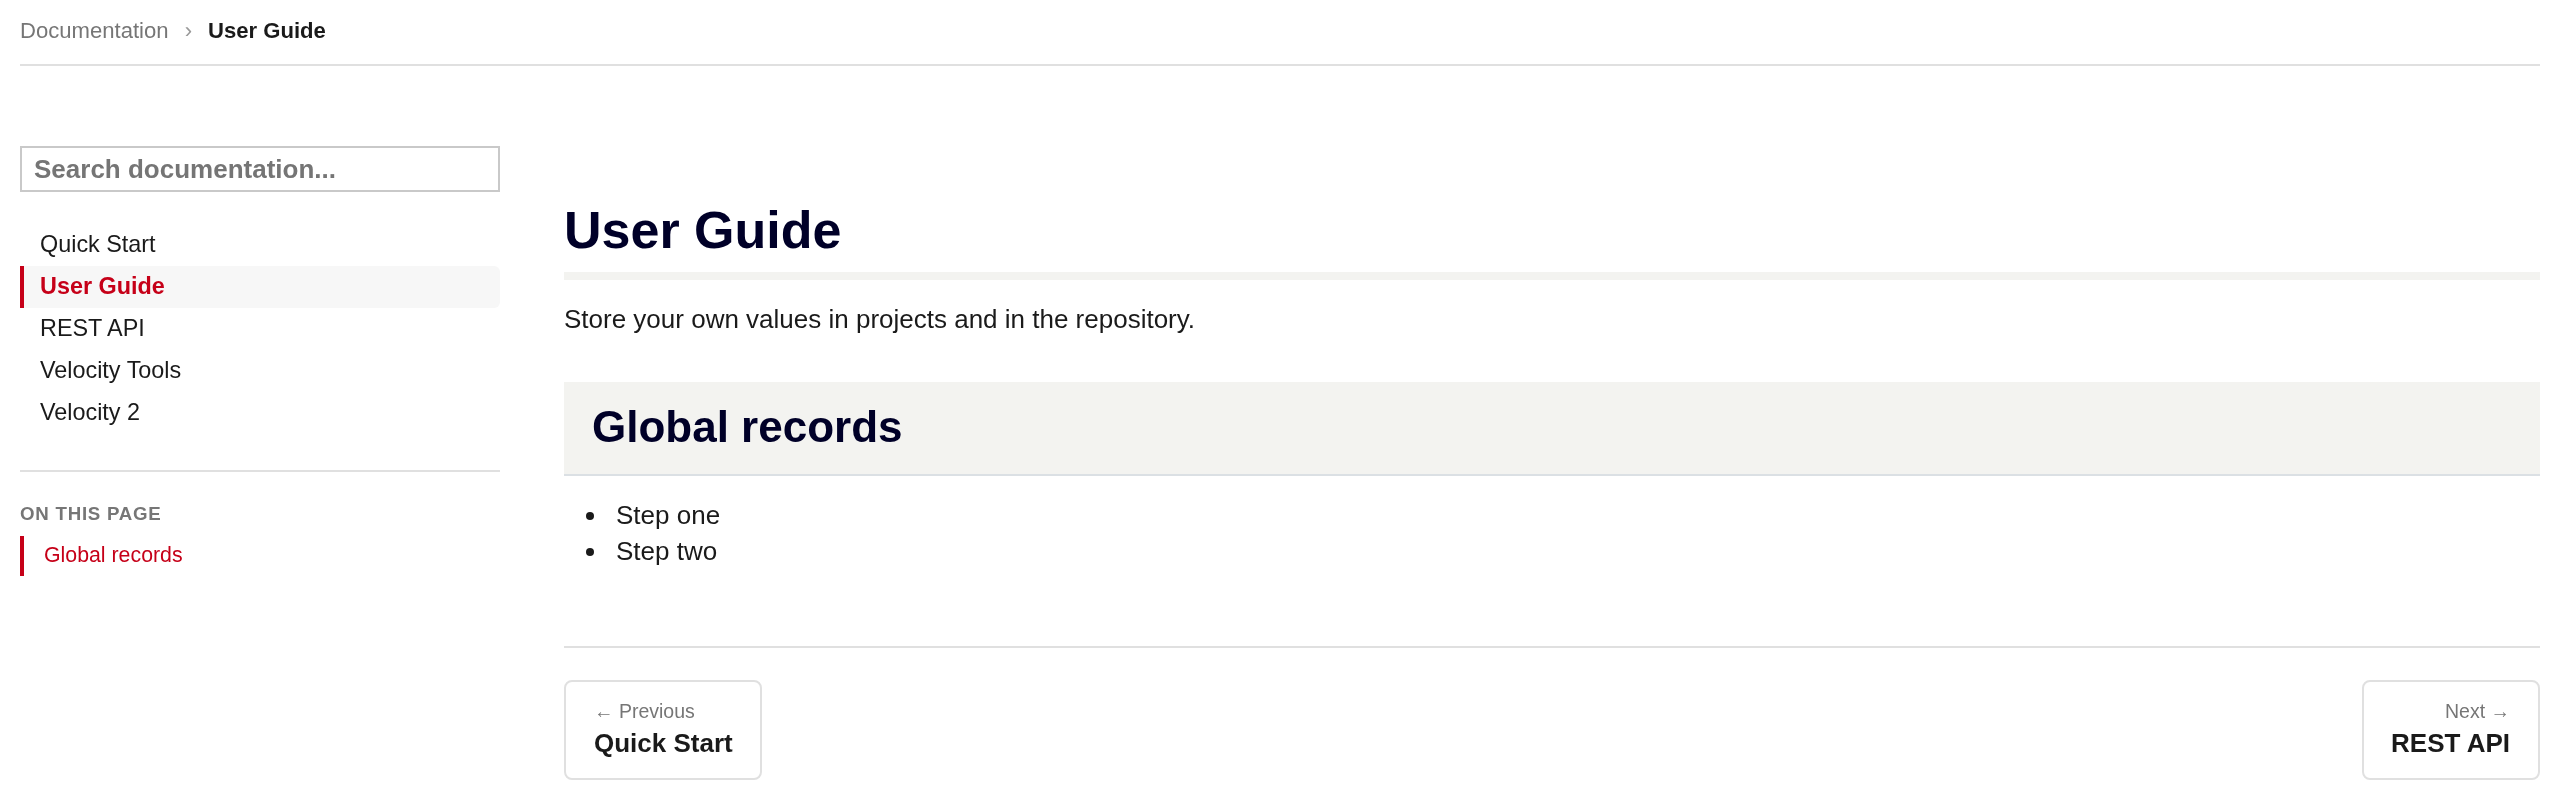 Documentation › User Guide
Search documentation...
Quick Start
User Guide
REST API
Velocity Tools
Velocity 2
ON THIS PAGE
Global records
User Guide
Store your own values in projects and in the repository.
Global records
• Step one
• Step two
← Previous
Quick Start
Next →
REST API